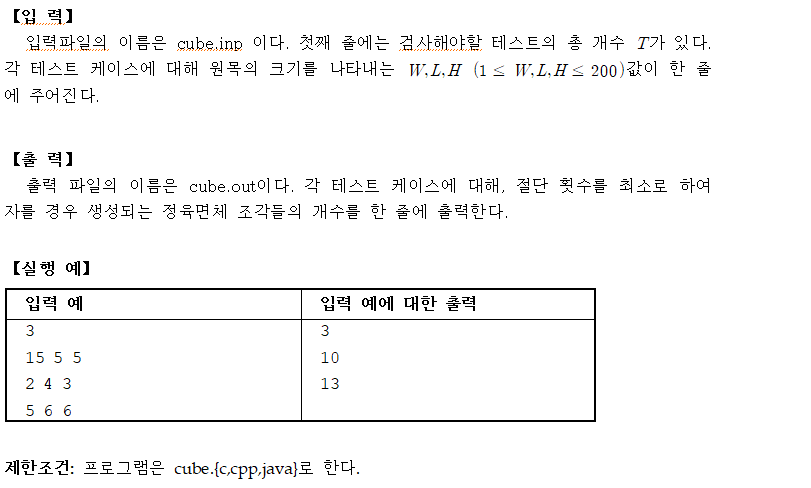 【입 력】
입력파일의 이름은 cube.inp 이다. 첫째 줄에는 검사해야할 테스트의 총 개수 T가 있다.
각 테스트 케이스에 대해 원목의 크기를 나타내는 W, L, H (1 ≤ W, L, H ≤ 200)값이 한 줄
에 주어진다.
【출 력】
출력 파일의 이름은 cube.out이다. 각 테스트 케이스에 대해, 절단 횟수를 최소로 하여
자를 경우 생성되는 정육면체 조각들의 개수를 한 줄에 출력한다.
【실행 예】
입력 예 입력 예에 대한 출력
3 3
15 5 5 10
2 4 3 13
5 6 6
제한조건: 프로그램은 cube.{c,cpp,java}로 한다.